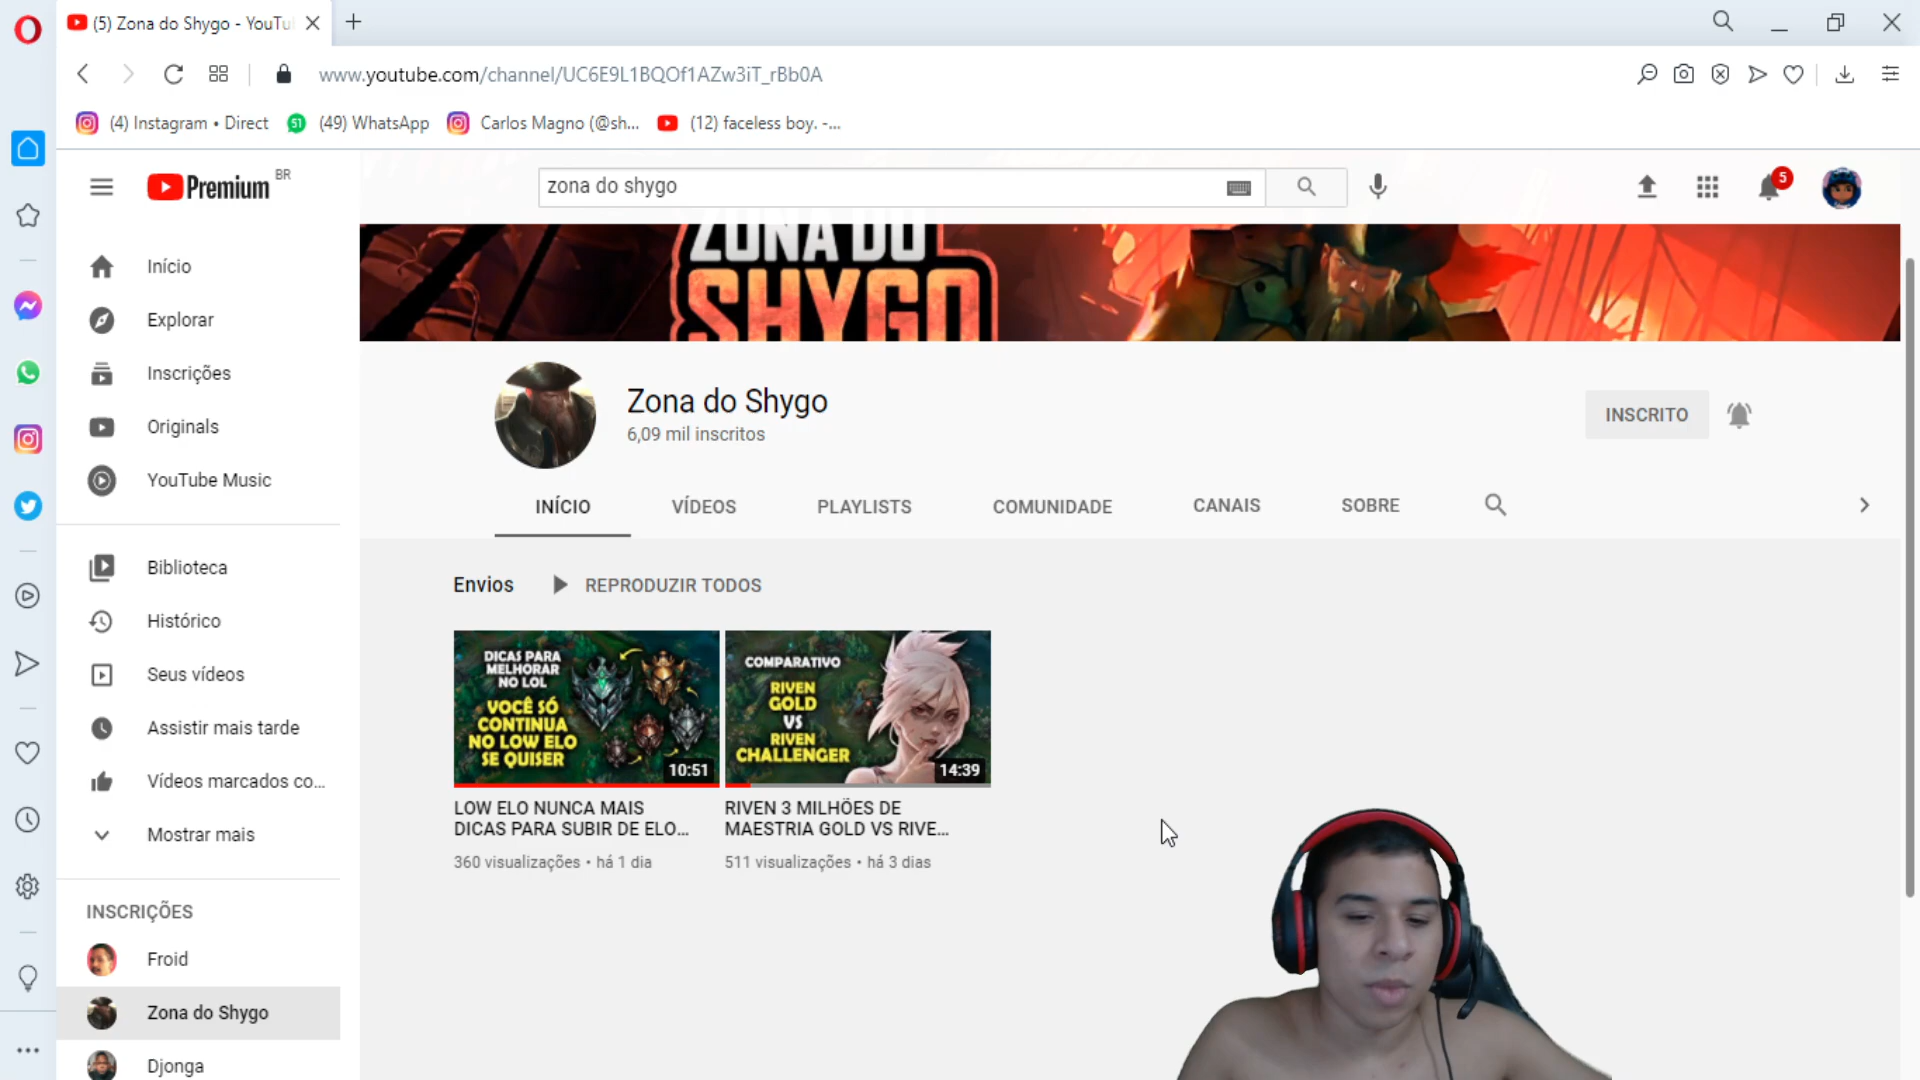 (5) Zona do Shygo - YouTu
www.youtube.com/channel/UC6E9L1BQOf1AZw3iT_rBb0A
(4) Instagram • Direct
51
(49) WhatsApp
Carlos Magno (@sh...
(12) faceless boy. -...
Premium BR
zona do shygo
5
ZONA DO
SHYGO
Início
Explorar
Inscrições
Originals
YouTube Music
Biblioteca
Histórico
Seus vídeos
Assistir mais tarde
Vídeos marcados co...
Mostrar mais
INSCRIÇÕES
Froid
Zona do Shygo
Djonga
Zona do Shygo
6,09 mil inscritos
INSCRITO
INÍCIO
VÍDEOS
PLAYLISTS
COMUNIDADE
CANAIS
SOBRE
Envios
REPRODUZIR TODOS
DICAS PARA
MELHORAR
NO LOL
VOCÊ SÓ
CONTINUA
NO LOW ELO
SE QUISER
10:51
LOW ELO NUNCA MAIS
DICAS PARA SUBIR DE ELO...
360 visualizações • há 1 dia
COMPARATIVO
RIVEN
GOLD
VS
RIVEN
CHALLENGER
14:39
RIVEN 3 MILHÕES DE
MAESTRIA GOLD VS RIVE...
511 visualizações • há 3 dias